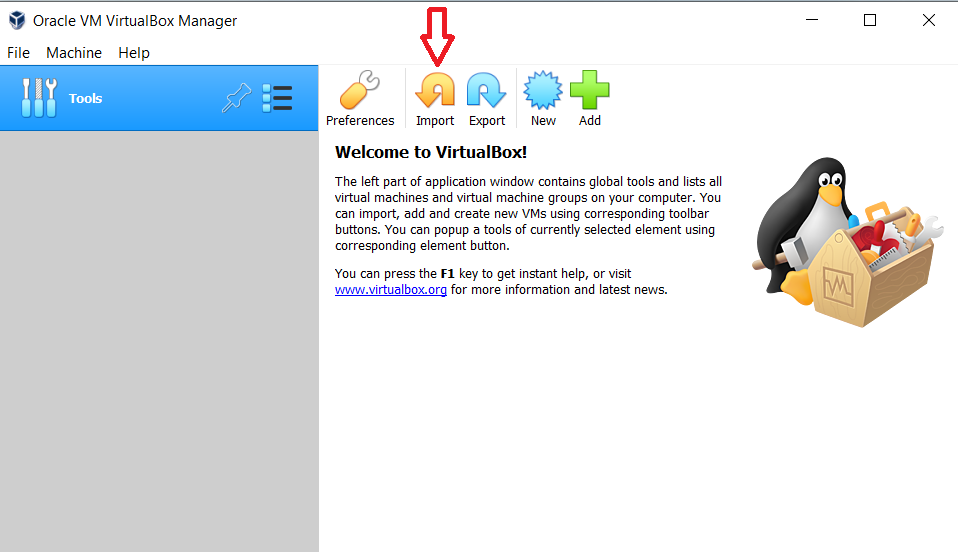 Oracle VM VirtualBox Manager
File Machine Help
Tools
Preferences Import Export New Add
Welcome to VirtualBox!
The left part of application window contains global tools and lists all
virtual machines and virtual machine groups on your computer. You
can import, add and create new VMs using corresponding toolbar
buttons. You can popup a tools of currently selected element using
corresponding element button.
You can press the F1 key to get instant help, or visit
www.virtualbox.org for more information and latest news.